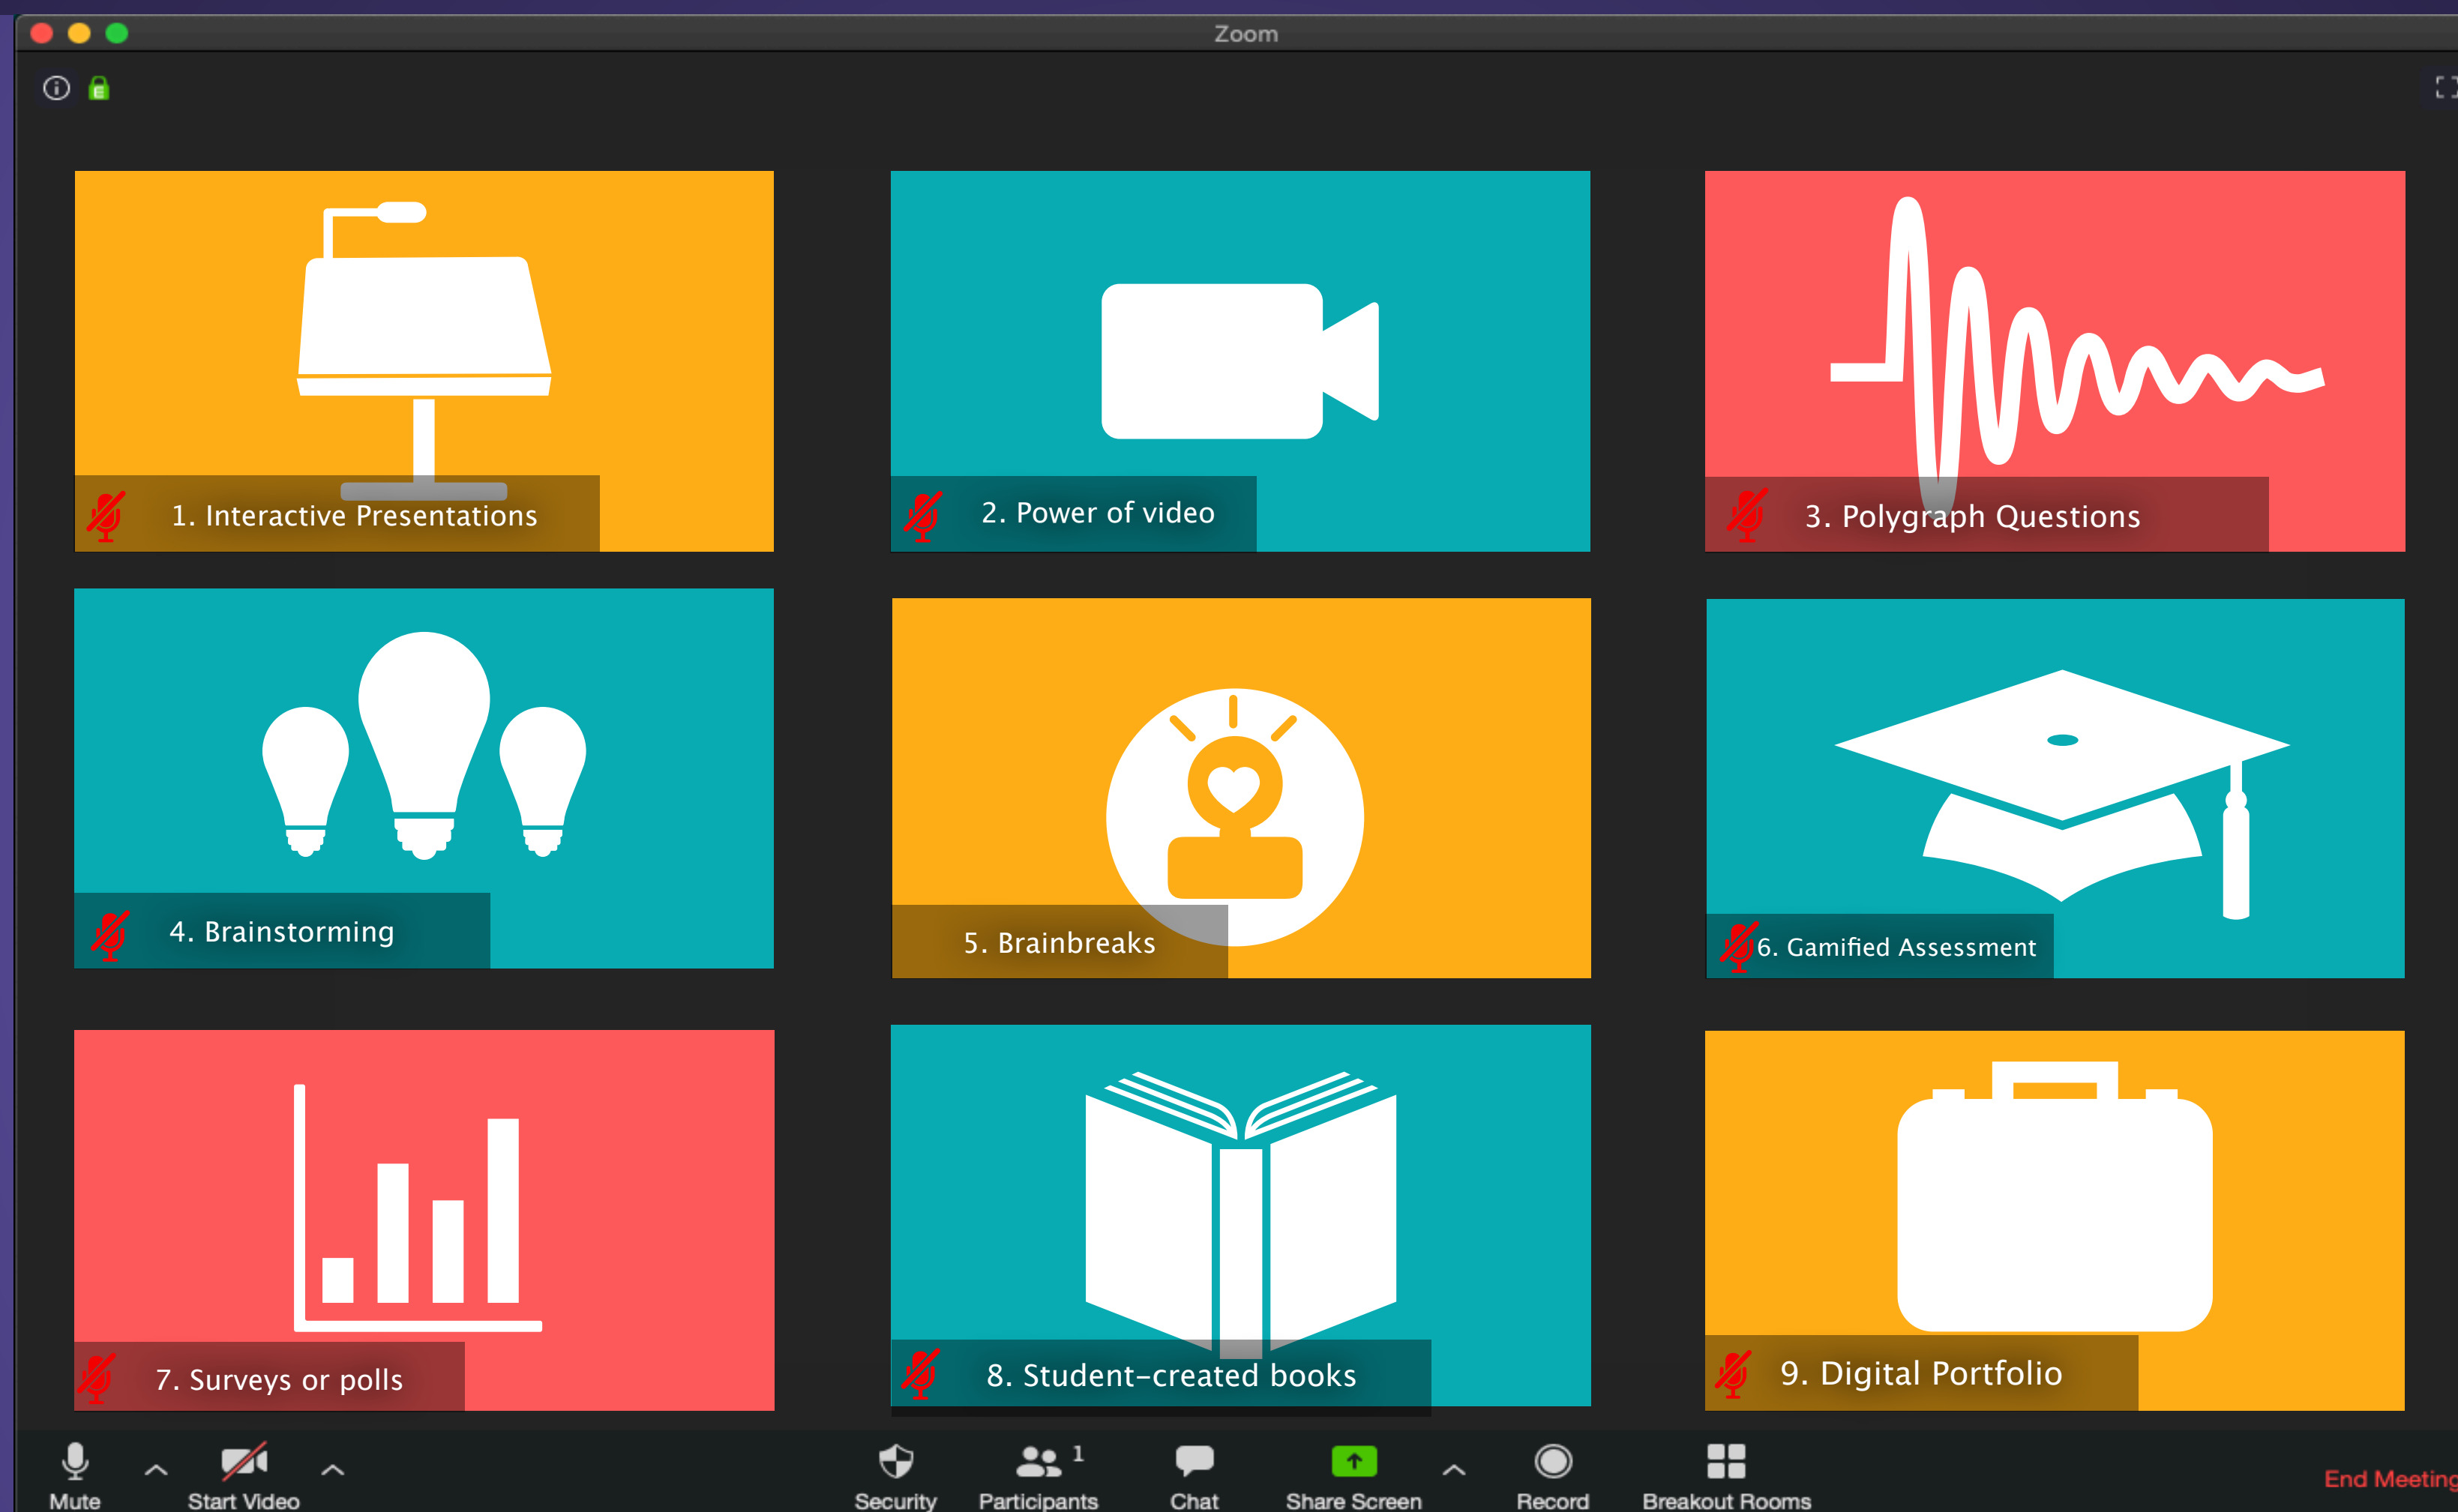 Zoom
1. Interactive Presentations
2. Power of video
3. Polygraph Questions
4. Brainstorming
5. Brainbreaks
6. Gamified Assessment
7. Surveys or polls
8. Student-created books
9. Digital Portfolio
1
Mute
Start Video
Security
Participants
Chat
Share Screen
Record
Breakout Rooms
End Meeting